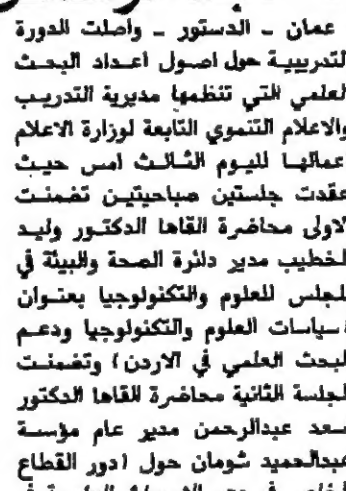 عمان ـ الدستور ـ واصلت الدورة
التدريبية حول اصول اعداد البحث
العلمي التي تنظمها مديرية التدريب
والاعلام التنموي التابعة لوزارة الاعلام
اعمالها لليوم الثالث امس حيث
عقدت جلستين صباحيتين تضمنت
الاولى محاضرة القاها الدكتور وليد
الخطيب مدير دائرة الصحة والبيئة في
المجلس للعلوم والتكنولوجيا بعنوان
(سياسات العلوم والتكنولوجيا ودعم
البحث العلمي في الاردن) وتضمنت
الجلسة الثانية محاضرة القاها الدكتور
سعد عبدالرحمن مدير عام مؤسسة
عبدالحميد شومان حول (دور القطاع